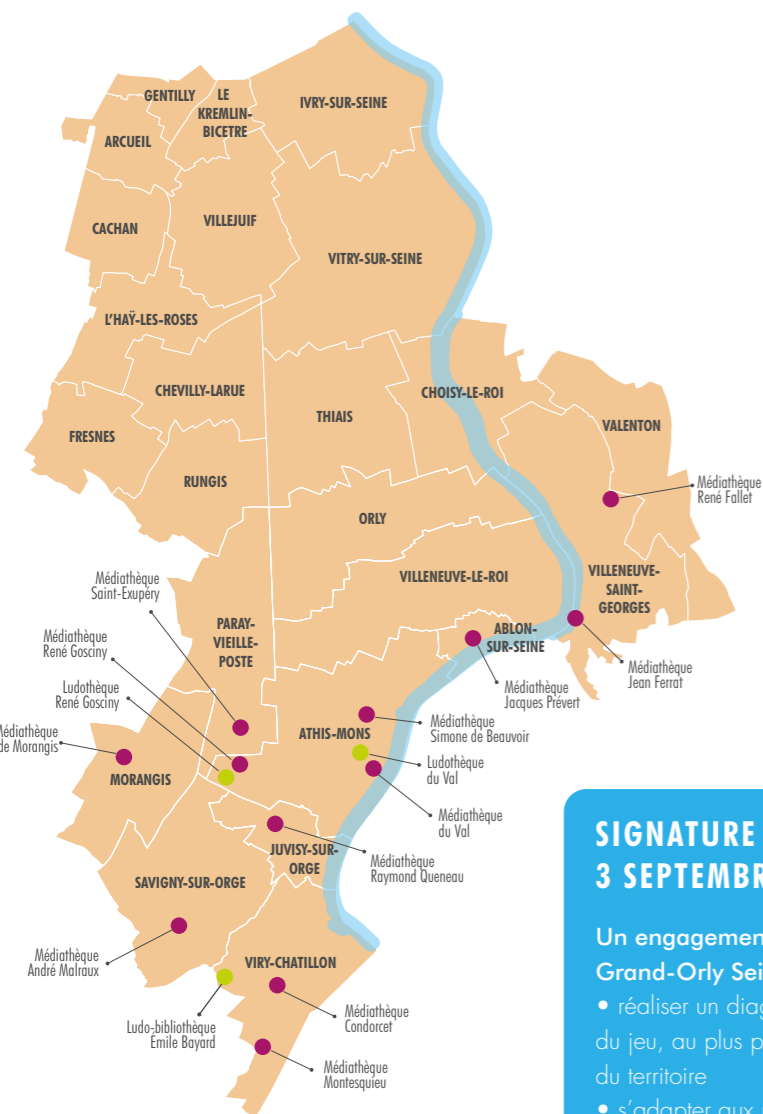 GENTILLY
LE
KREMLIN-
BICETRE
IVRY-SUR-SEINE
ARCUEIL
CACHAN
VILLEJUIF
VITRY-SUR-SEINE
L'HAŸ-LES-ROSES
CHEVILLY-LARUE
THIAIS
CHOISY-LE-ROI
VALENTON
FRESNES
RUNGIS
Médiathèque
René Fallet
ORLY
VILLENEUVE-LE-ROI
VILLENEUVE-
SAINT-
GEORGES
Médiathèque
Saint-Exupéry
PARAY-
VIEILLE-
POSTE
ABLON-
SUR-SEINE
Médiathèque
René Gosciny
Médiathèque
Jean Ferrat
Ludothèque
René Gosciny
Médiathèque
Jacques Prévert
Médiathèque
Simone de Beauvoir
Médiathèque
de Morangis
ATHIS-MONS
Ludothèque
du Val
MORANGIS
Médiathèque
du Val
JUVISY-SUR-
ORGE
Médiathèque
Raymond Queneau
SAVIGNY-SUR-ORGE
Médiathèque
André Malraux
VIRY-CHATILLON
Médiathèque
Condorcet
Ludo-bibliothèque
Émile Bayard
Médiathèque
Montesquieu
SIGNATURE
3 SEPTEMBR
Un engagemen
Grand-Orly Sei
• réaliser un diag
du jeu, au plus p
du territoire
• s'adapter aux